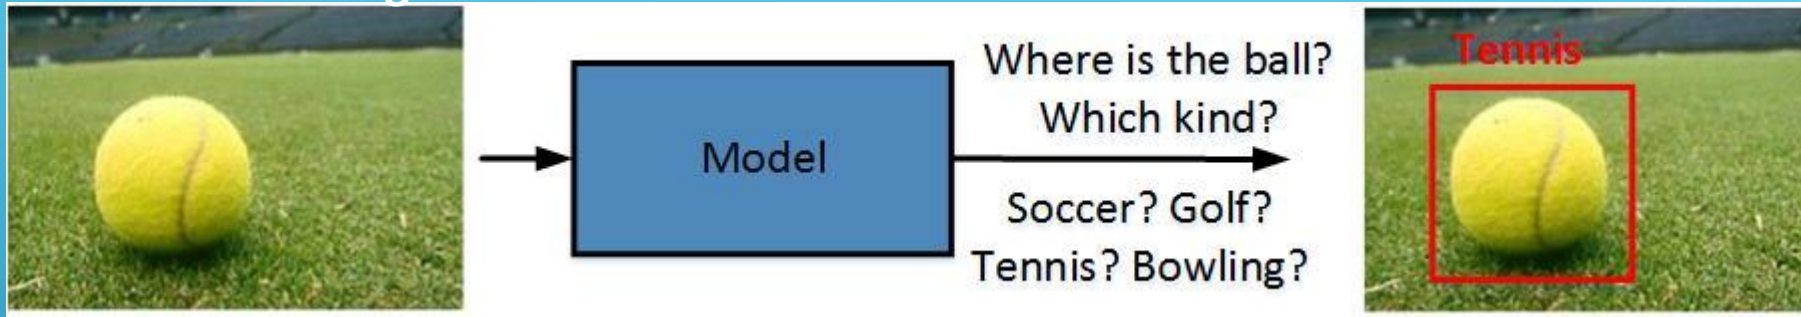 Model
Where is the ball?
Which kind?
Soccer? Golf?
Tennis? Bowling?
Tennis